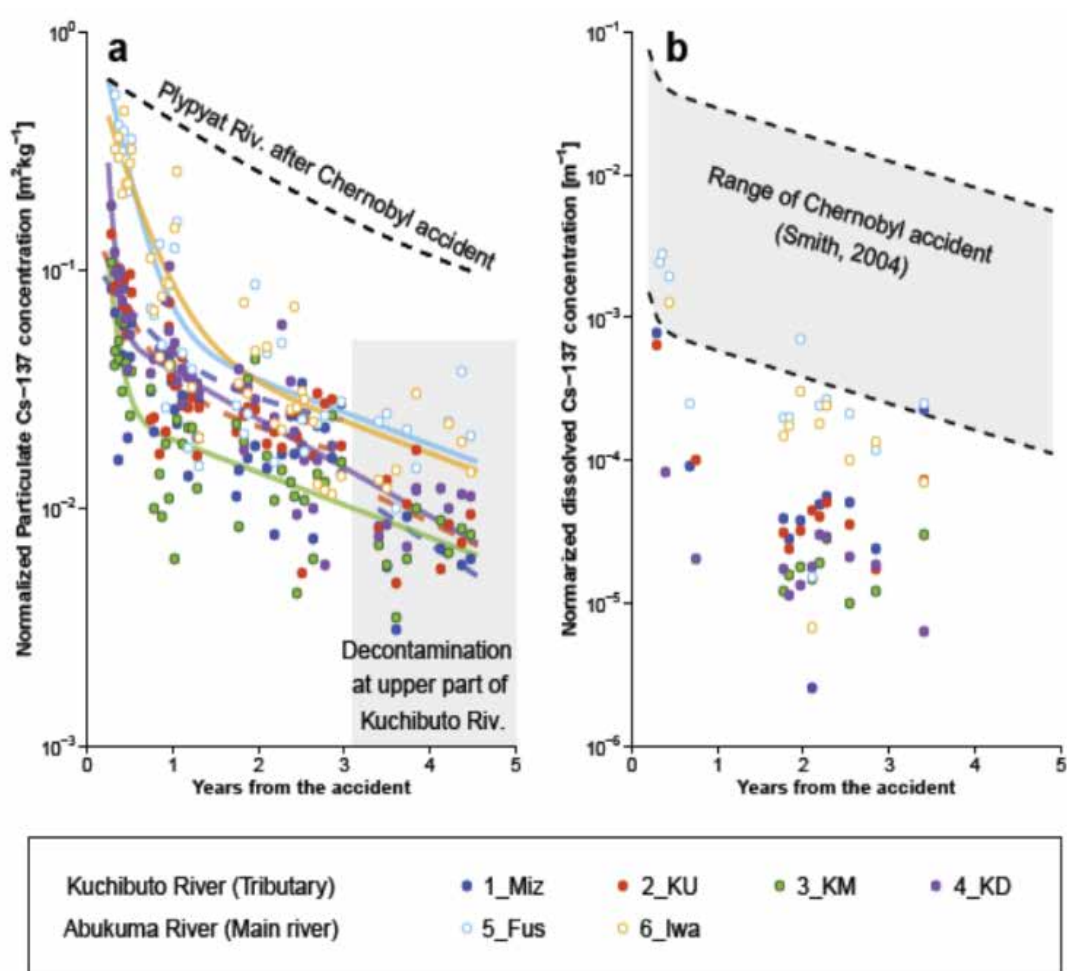 a
b
Normalized Particulate Cs−137 concentration [m²kg⁻¹]
10⁰
10⁻¹
10⁻²
10⁻³
Plypyat Riv. after Chernobyl accident
Decontamination
at upper part of
Kuchibuto Riv.
0 1 2 3 4 5
Years from the accident
Normarized dissolved Cs−137 concentration [m⁻¹]
10⁻¹
10⁻²
10⁻³
10⁻⁴
10⁻⁵
10⁻⁶
Range of Chernobyl accident
(Smith, 2004)
0 1 2 3 4 5
Years from the accident
Kuchibuto River (Tributary) 1_Miz 2_KU 3_KM 4_KD
Abukuma River (Main river) 5_Fus 6_Iwa